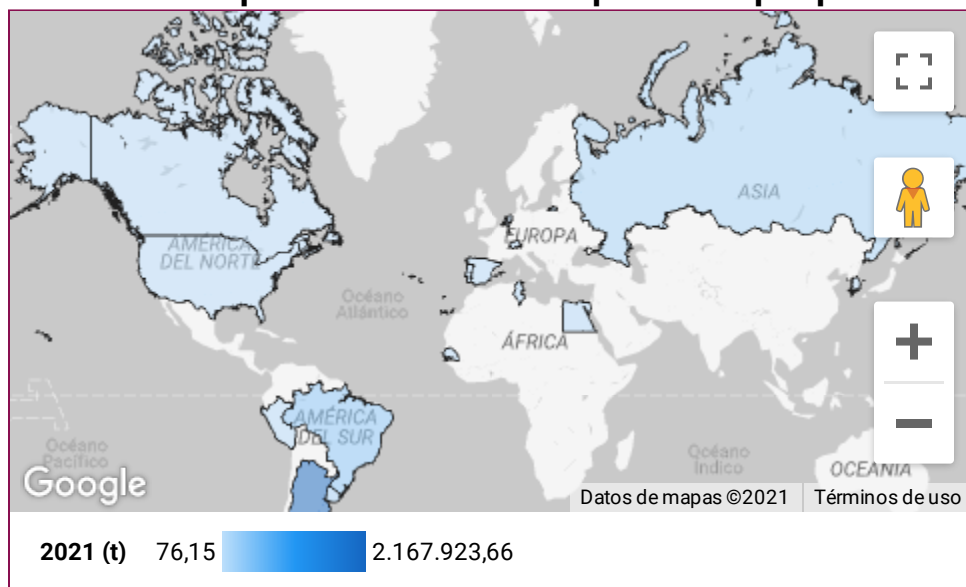 ASIA
AMÉRICA
DEL NORTE
EUROPA
Océano
Atlántico
ÁFRICA
AMÉRICA
DEL SUR
Océano
Pacífico
Océano
Índico
OCEANÍA
Google
Datos de mapas ©2021 Términos de uso
2021 (t) 76,15 2.167.923,66